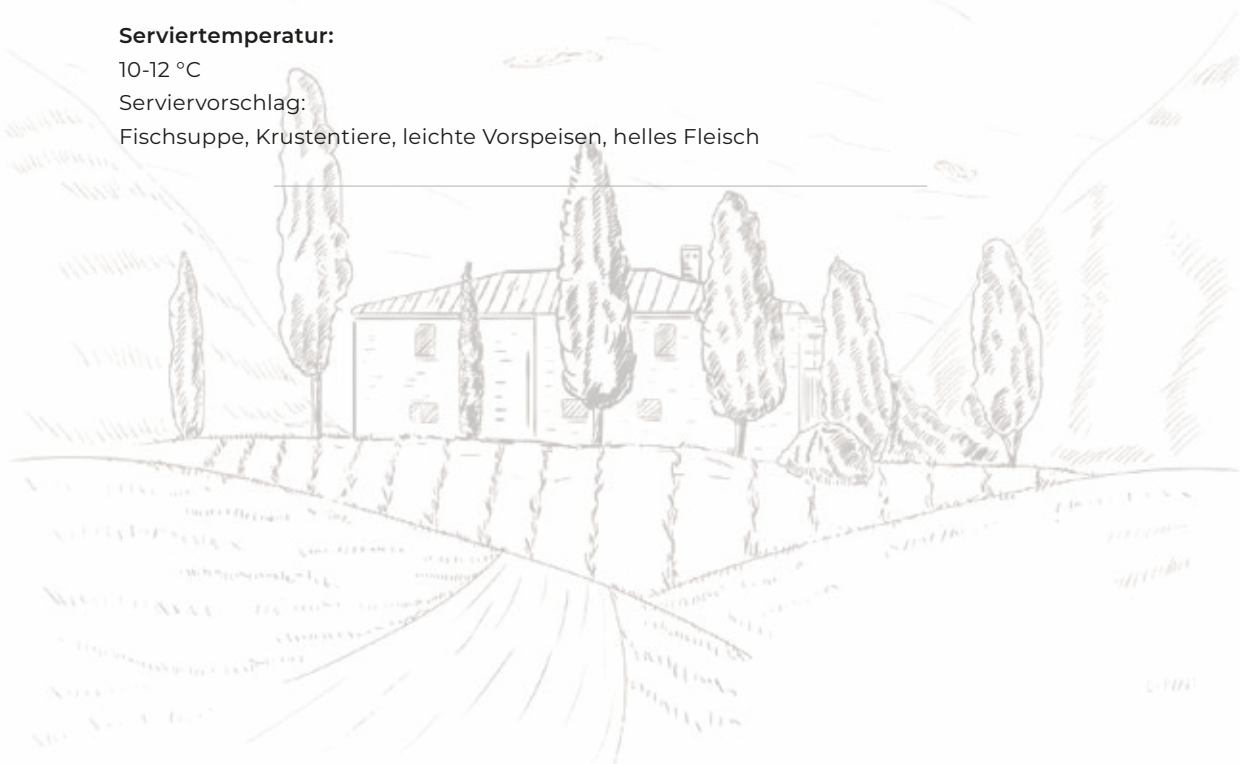 Serviertemperatur:
10-12 °C
Serviervorschlag:
Fischsuppe, Krustentiere, leichte Vorspeisen, helles Fleisch